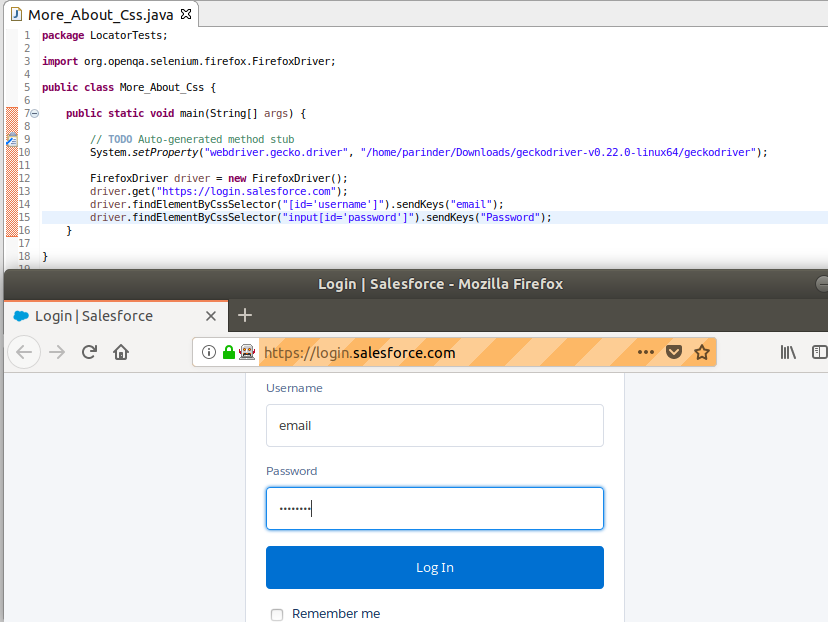 More_About_Css.java
1 package LocatorTests;
2
3 import org.openqa.selenium.firefox.FirefoxDriver;
4
5 public class More_About_Css {
6
7 public static void main(String[] args) {
8
9 // TODO Auto-generated method stub
10 System.setProperty("webdriver.gecko.driver", "/home/parinder/Downloads/geckodriver-v0.22.0-linux64/geckodriver");
11
12 FirefoxDriver driver = new FirefoxDriver();
13 driver.get("https://login.salesforce.com");
14 driver.findElementByCssSelector("[id='username']").sendKeys("email");
15 driver.findElementByCssSelector("input[id='password']").sendKeys("Password");
16 }
17
18 }
19
Login | Salesforce - Mozilla Firefox
Login | Salesforce
https://login.salesforce.com
Username
email
Password
••••••••
Log In
Remember me